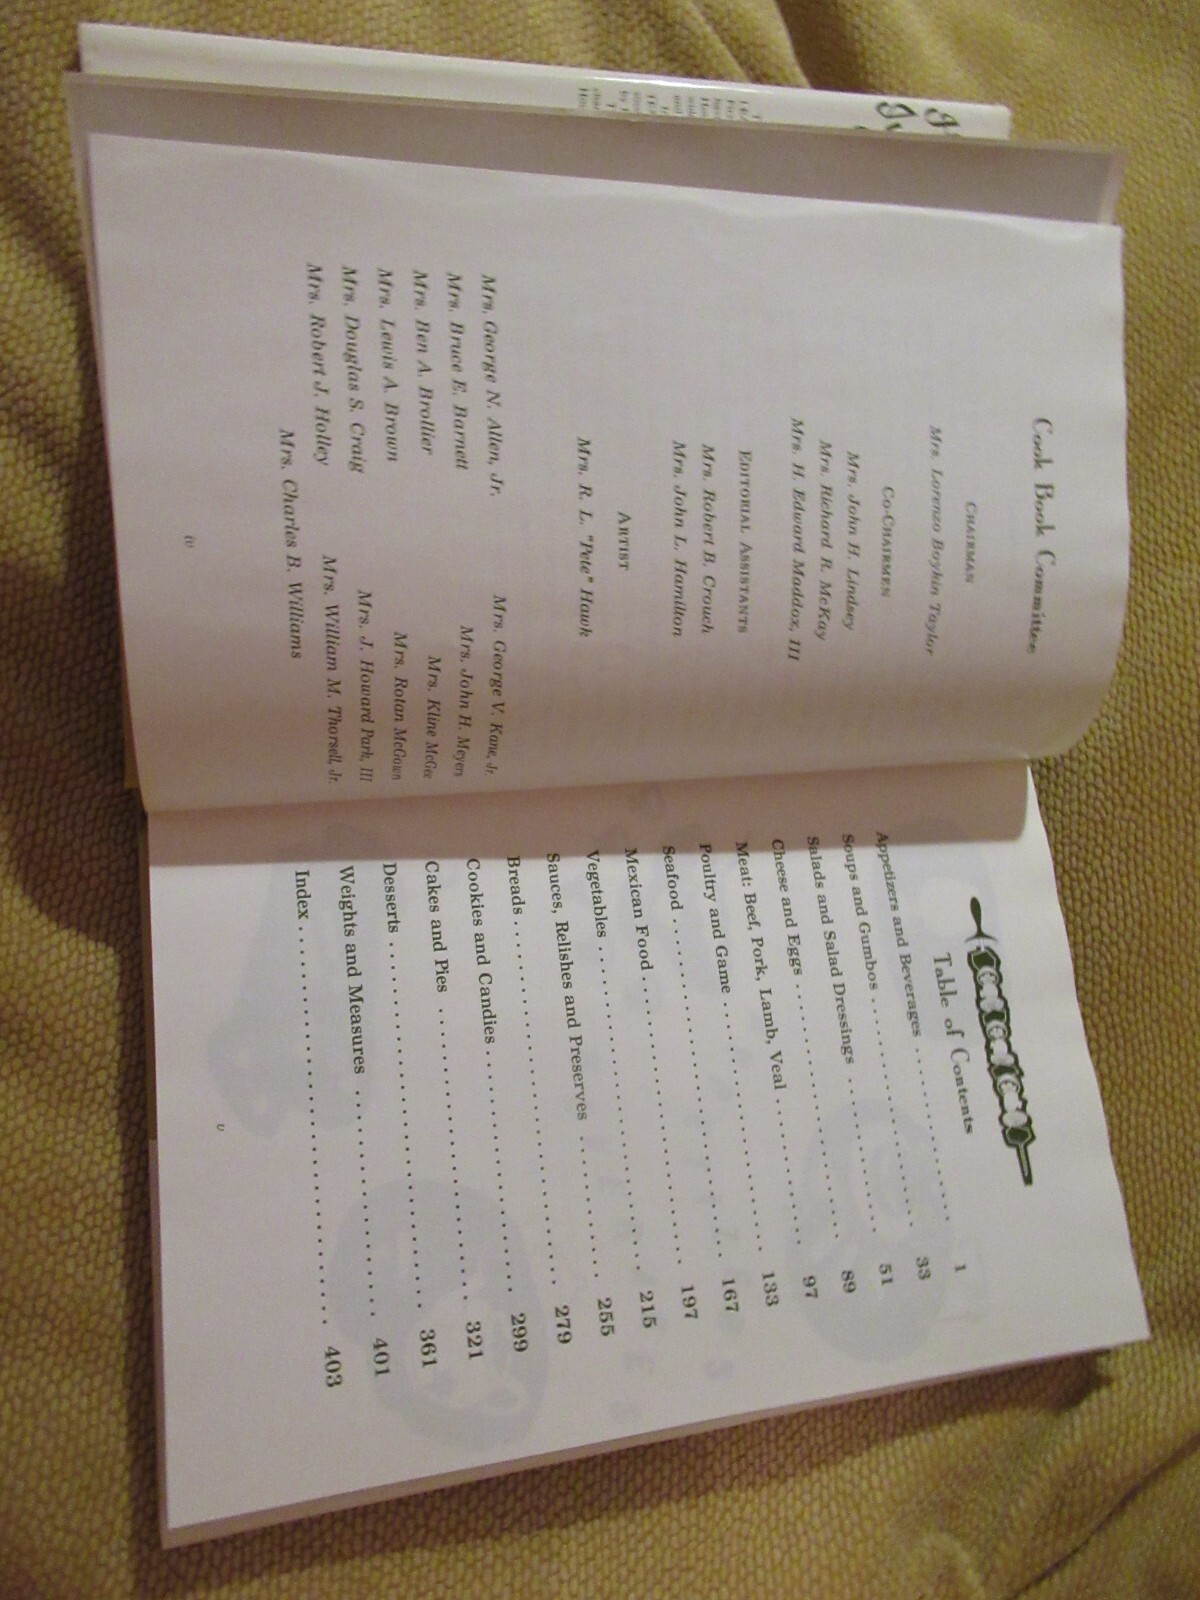 Cook Book Committee
CHAIRMAN
Mrs. Lorenzo Boykin Taylor
CO-CHAIRMEN
Mrs. John H. Lindsey
Mrs. Richard R. McKay
Mrs. H. Edward Maddox, III
EDITORIAL ASSISTANTS
Mrs. Robert B. Crouch
Mrs. John L. Hamilton
ARTIST
Mrs. R. L. "Pete" Hawk
Mrs. George N. Allen, Jr.
Mrs. Bruce E. Barnett
Mrs. Ben A. Brollier
Mrs. Lewis A. Brown
Mrs. Douglas S. Craig
Mrs. Robert J. Holley
Mrs. George V. Kane, Jr.
Mrs. John H. Meyers
Mrs. Kline McGee
Mrs. Rotan McGown
Mrs. J. Howard Park, III
Mrs. William M. Thorsell, Jr.
Mrs. Charles B. Williams
iv
Table of Contents
Appetizers and Beverages . . . . . . . . . . . . . . 1
Soups and Gumbos . . . . . . . . . . . . . . . . . . 33
Salads and Salad Dressings . . . . . . . . . . . . 51
Cheese and Eggs . . . . . . . . . . . . . . . . . . . 89
Meat: Beef, Pork, Lamb, Veal . . . . . . . . . . . 97
Poultry and Game . . . . . . . . . . . . . . . . . . 133
Seafood . . . . . . . . . . . . . . . . . . . . . . . . 167
Mexican Food . . . . . . . . . . . . . . . . . . . . 197
Vegetables . . . . . . . . . . . . . . . . . . . . . . 215
Sauces, Relishes and Preserves . . . . . . . . . . 255
Breads . . . . . . . . . . . . . . . . . . . . . . . . 279
Cookies and Candies . . . . . . . . . . . . . . . . 299
Cakes and Pies . . . . . . . . . . . . . . . . . . . 321
Desserts . . . . . . . . . . . . . . . . . . . . . . . 361
Weights and Measures . . . . . . . . . . . . . . . 401
Index . . . . . . . . . . . . . . . . . . . . . . . . . 403
v